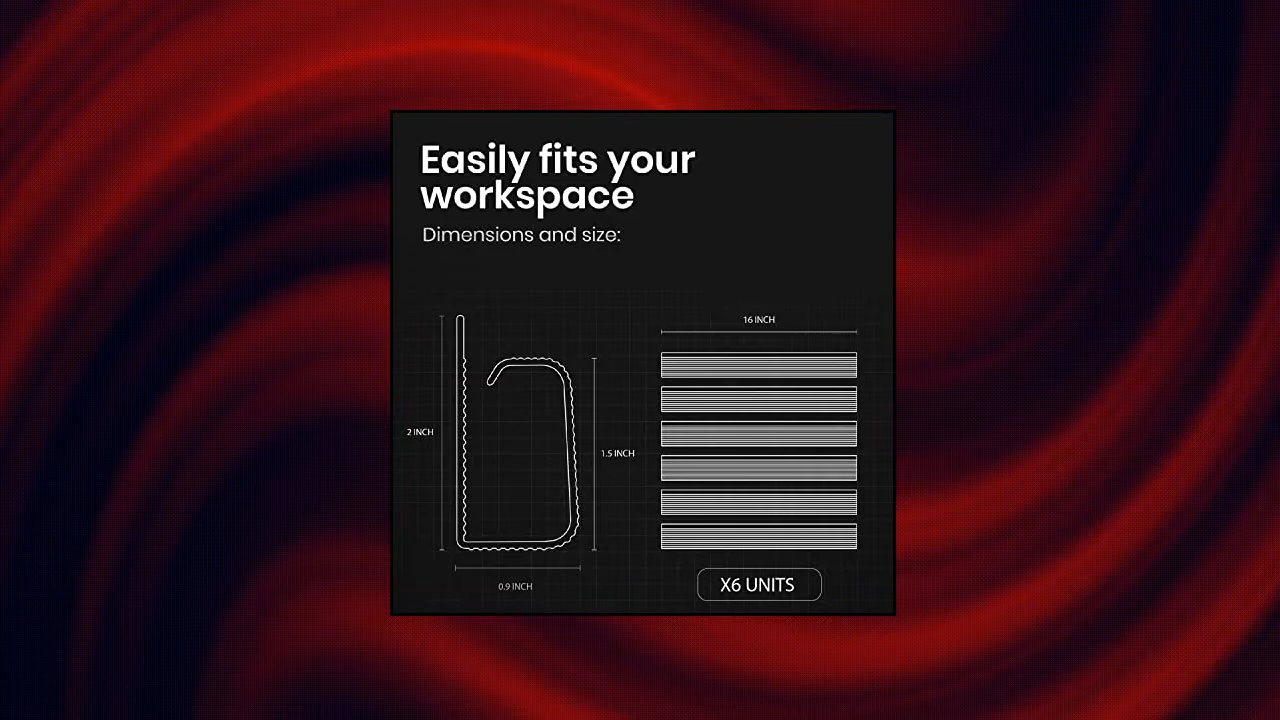 Easily fits your
workspace
Dimensions and size:
16 INCH
2 INCH
1.5 INCH
0.9 INCH
X6 UNITS